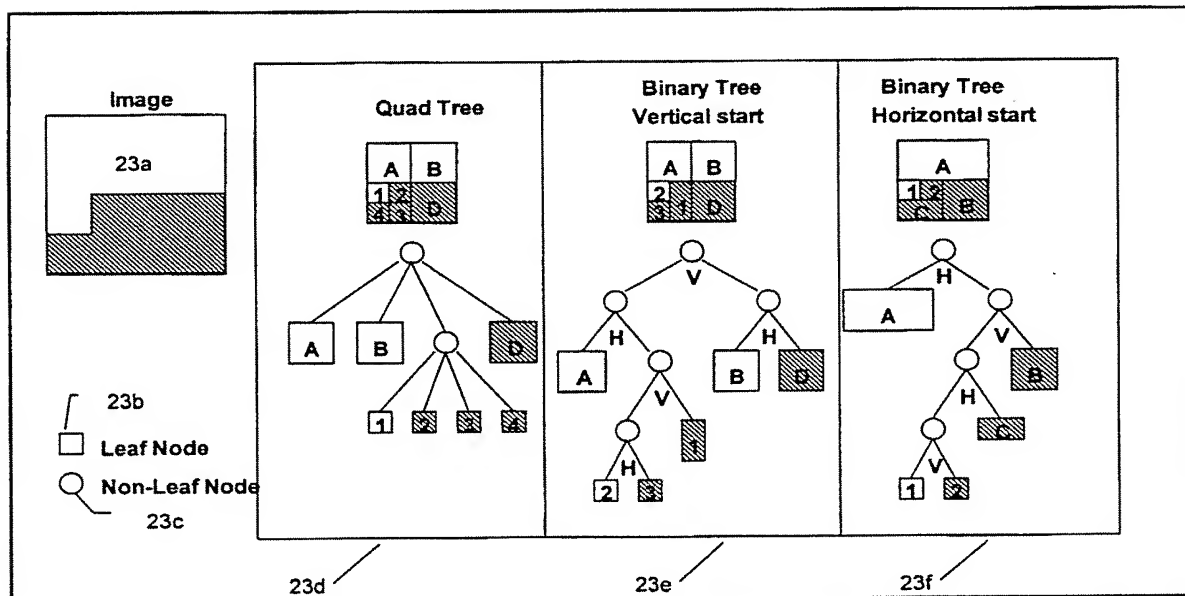 Image
23a
23b
Leaf Node
Non-Leaf Node
23c
Quad Tree
A B
1 2
4 3 D
A B D
1 2 3 4
23d
Binary Tree
Vertical start
A B
2
3 1 D
V
H H
A B D
V
1
H
2 3
23e
Binary Tree
Horizontal start
A
1 2
C B
H
A
V
B
H
C
V
1 2
23f